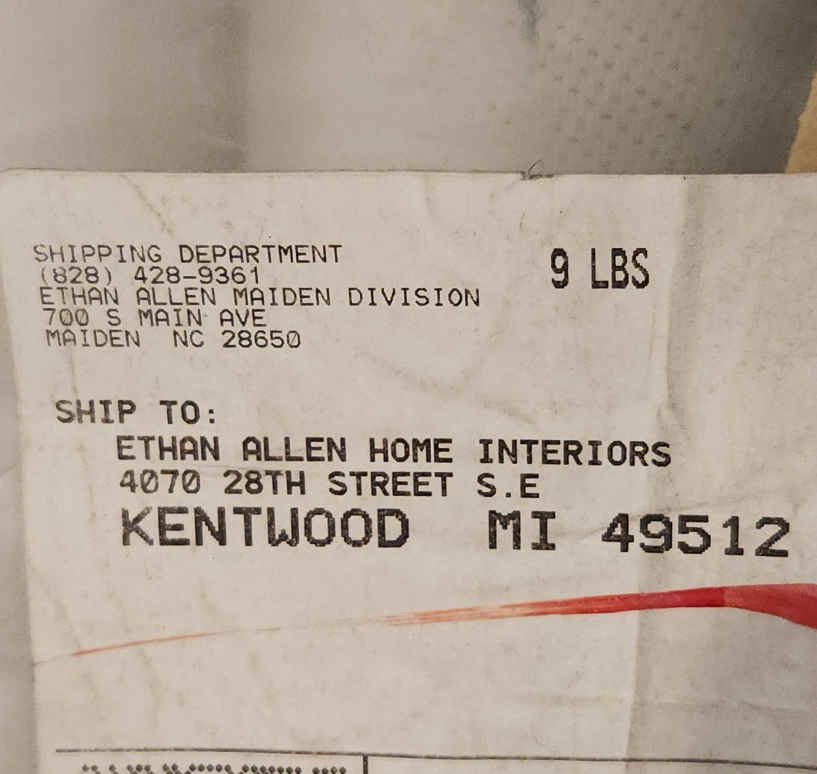 SHIPPING DEPARTMENT
9 LBS
(828) 428-9361
ETHAN ALLEN MAIDEN DIVISION
700 S MAIN AVE
MAIDEN NC 28650
SHIP TO:
ETHAN ALLEN HOME INTERIORS
4070 28TH STREET S.E
KENTWOOD MI 49512